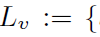 L_v := {